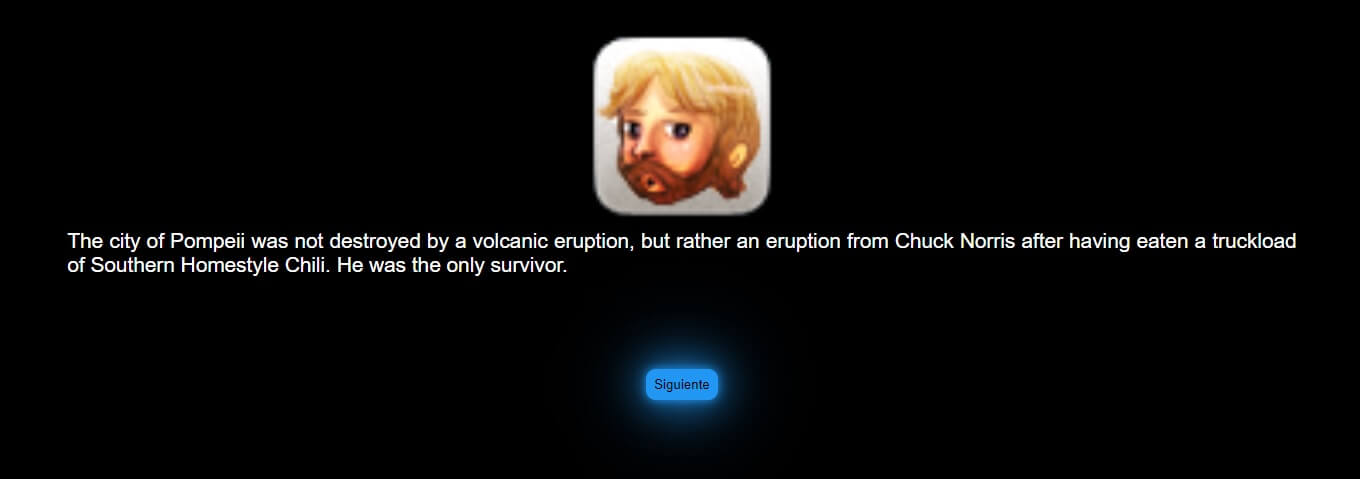 The city of Pompeii was not destroyed by a volcanic eruption, but rather an eruption from Chuck Norris after having eaten a truckload
of Southern Homestyle Chili. He was the only survivor.
Siguiente